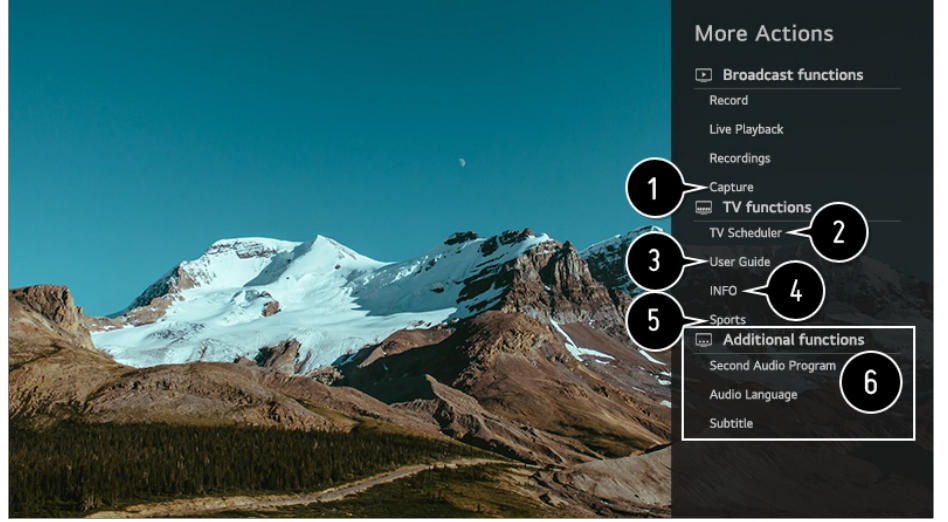 More Actions
Broadcast functions
Record
Live Playback
Recordings
1
Capture
TV functions
TV Scheduler
2
3
User Guide
INFO
4
5
Sports
Additional functions
Second Audio Program
6
Audio Language
Subtitle